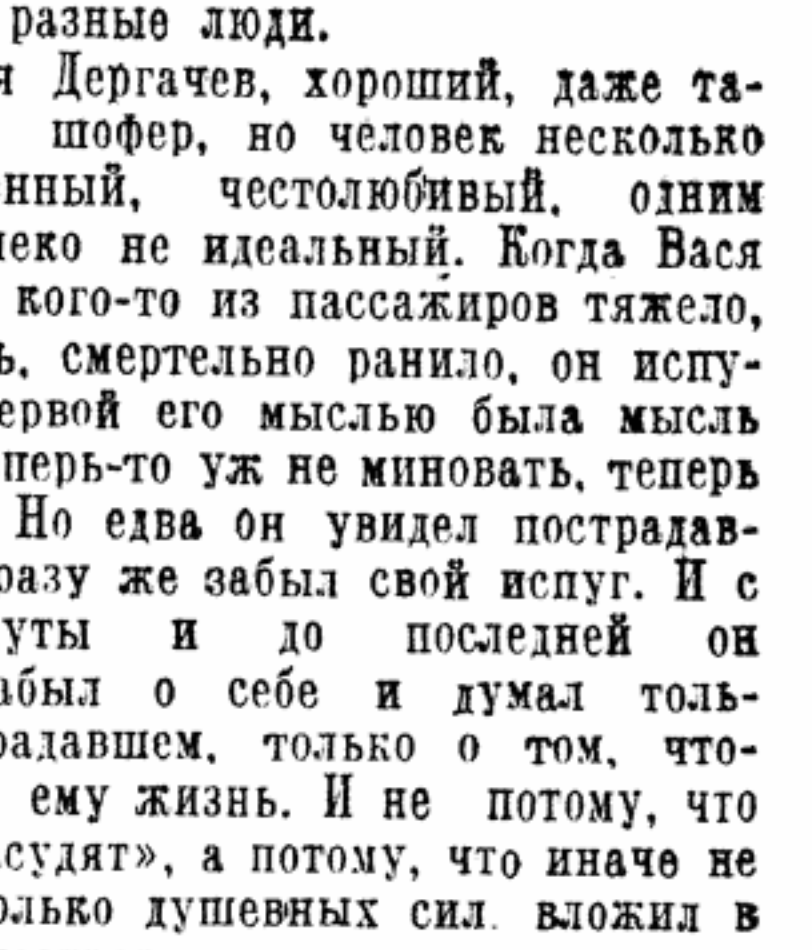 разные люди.
я Дергачев, хороший, даже та-
шофер, но человек несколько
нный, честолюбивый, одним
леко не идеальный. Когда Вася
кого-то из пассажиров тяжело,
ь, смертельно ранило, он испу-
ервой его мыслью была мысль
перь-то уж не миновать, теперь
Но едва он увидел пострадав-
разу же забыл свой испуг. И с
уты и до последней он
абыл о себе и думал толь-
радавшем, только о том, что-
ему жизнь. И не потому, что
судят», а потому, что иначе не
олько душевных сил вложил в